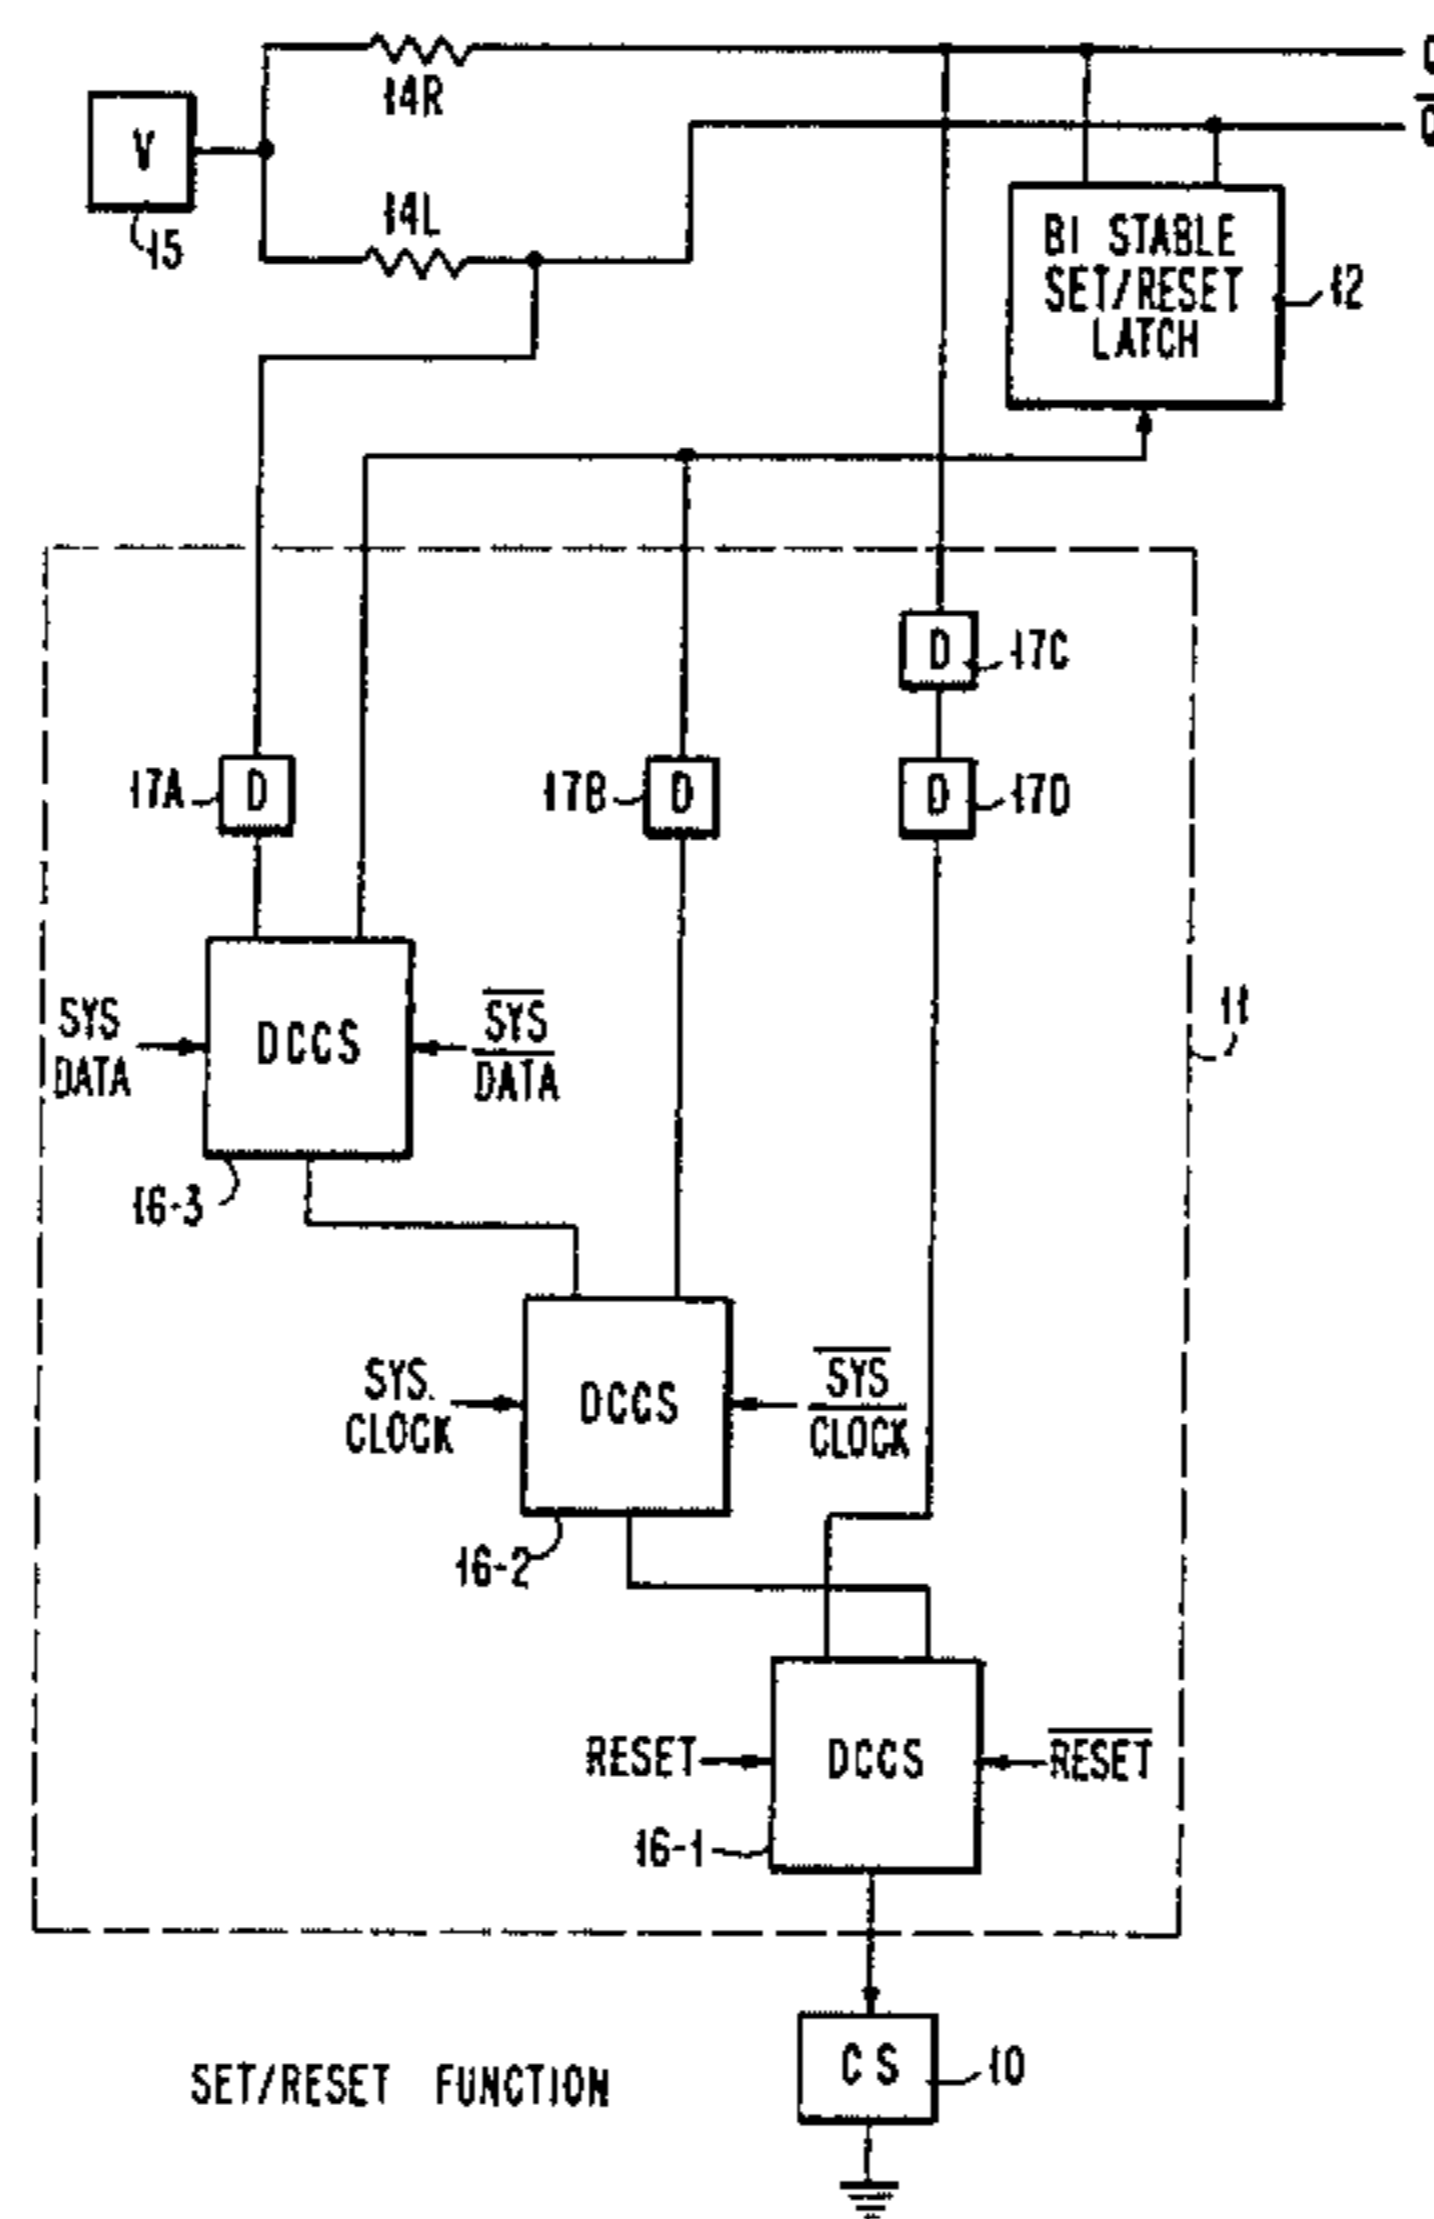 14R
V
15
14L
BI STABLE
SET/RESET
LATCH
12
D
17C
17A
D
17B
D
D
17D
SYS
DATA
DCCS
SYS
DATA
11
16-3
SYS.
CLOCK
DCCS
SYS
CLOCK
16-2
RESET
DCCS
RESET
16-1
CS
10
SET/RESET FUNCTION